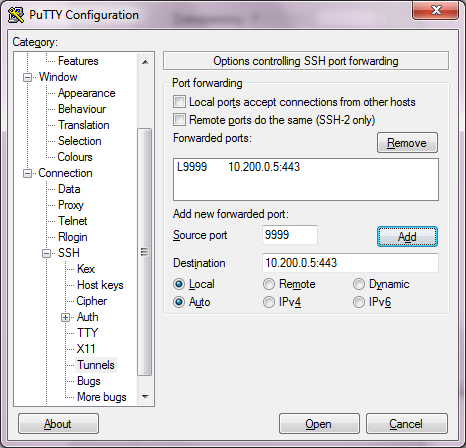 PuTTY Configuration
Category:
Features
Window
Appearance
Behaviour
Translation
Selection
Colours
Connection
Data
Proxy
Telnet
Rlogin
SSH
Kex
Host keys
Cipher
Auth
TTY
X11
Tunnels
Bugs
More bugs
Options controlling SSH port forwarding
Port forwarding
Local ports accept connections from other hosts
Remote ports do the same (SSH-2 only)
Forwarded ports:
Remove
L9999 10.200.0.5:443
Add new forwarded port:
Source port 9999 Add
Destination 10.200.0.5:443
Local Remote Dynamic
Auto IPv4 IPv6
About Open Cancel